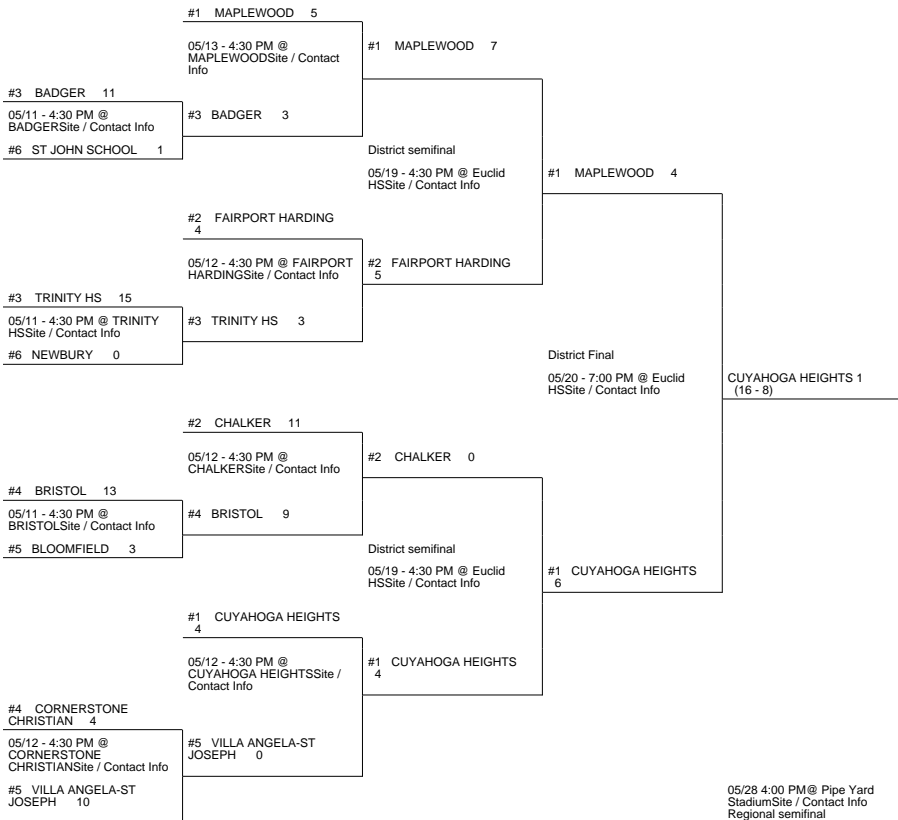 #1 MAPLEWOOD 5
05/13 - 4:30 PM @
MAPLEWOODSite / Contact
Info
#1 MAPLEWOOD 7
#3 BADGER 11
05/11 - 4:30 PM @
BADGERSite / Contact Info
#3 BADGER 3
#6 ST JOHN SCHOOL 1
District semifinal
05/19 - 4:30 PM @ Euclid
HSSite / Contact Info
#1 MAPLEWOOD 4
#2 FAIRPORT HARDING
4
05/12 - 4:30 PM @ FAIRPORT
HARDINGSite / Contact Info
#2 FAIRPORT HARDING
5
#3 TRINITY HS 15
05/11 - 4:30 PM @ TRINITY
HSSite / Contact Info
#3 TRINITY HS 3
#6 NEWBURY 0
District Final
05/20 - 7:00 PM @ Euclid
HSSite / Contact Info
CUYAHOGA HEIGHTS 1
(16 - 8)
#2 CHALKER 11
05/12 - 4:30 PM @
CHALKERSite / Contact Info
#2 CHALKER 0
#4 BRISTOL 13
05/11 - 4:30 PM @
BRISTOLSite / Contact Info
#4 BRISTOL 9
#5 BLOOMFIELD 3
District semifinal
05/19 - 4:30 PM @ Euclid
HSSite / Contact Info
#1 CUYAHOGA HEIGHTS
6
#1 CUYAHOGA HEIGHTS
4
05/12 - 4:30 PM @
CUYAHOGA HEIGHTSSite /
Contact Info
#1 CUYAHOGA HEIGHTS
4
#4 CORNERSTONE
CHRISTIAN 4
05/12 - 4:30 PM @
CORNERSTONE
CHRISTIANSite / Contact Info
#5 VILLA ANGELA-ST
JOSEPH 0
#5 VILLA ANGELA-ST
JOSEPH 10
05/28 4:00 PM@ Pipe Yard
StadiumSite / Contact Info
Regional semifinal